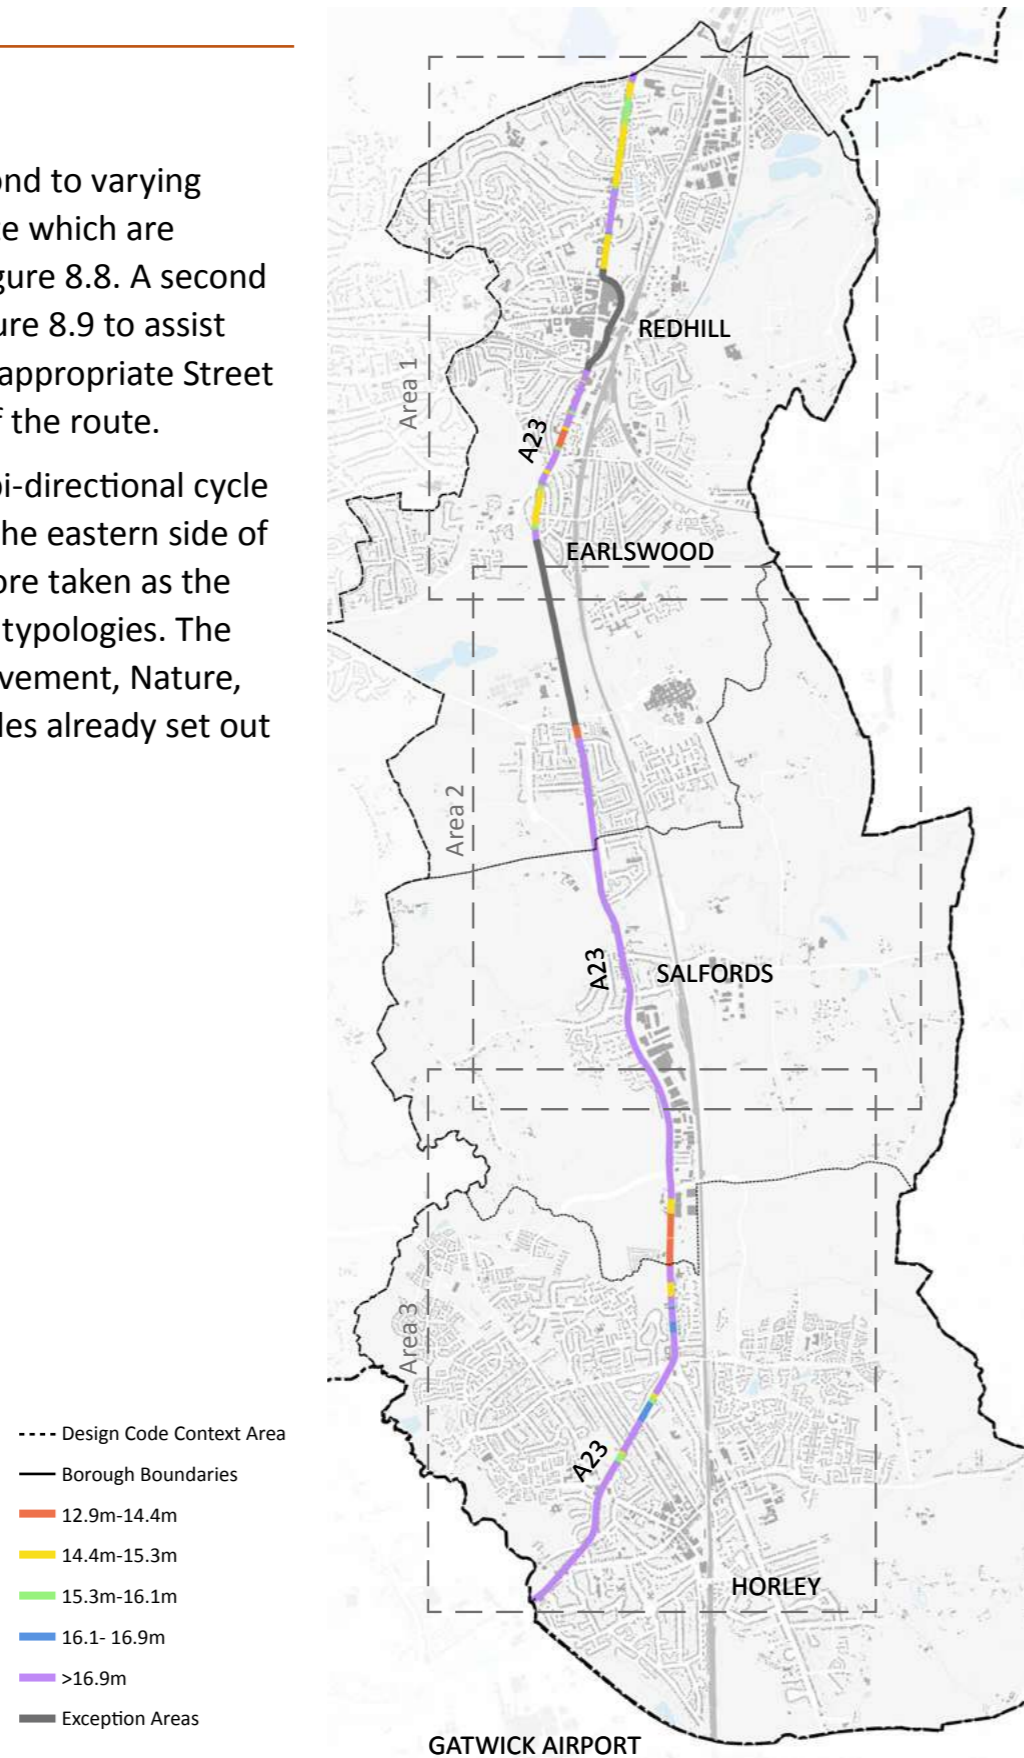 ond to varying
te which are
gure 8.8. A second
ure 8.9 to assist
appropriate Street
f the route.
bi-directional cycle
the eastern side of
ore taken as the
typologies. The
vement, Nature,
les already set out
Area 1
REDHILL
A23
EARLSWOOD
Area 2
A23
SALFORDS
Area 3
A23
HORLEY
GATWICK AIRPORT
Design Code Context Area
Borough Boundaries
12.9m-14.4m
14.4m-15.3m
15.3m-16.1m
16.1- 16.9m
>16.9m
Exception Areas